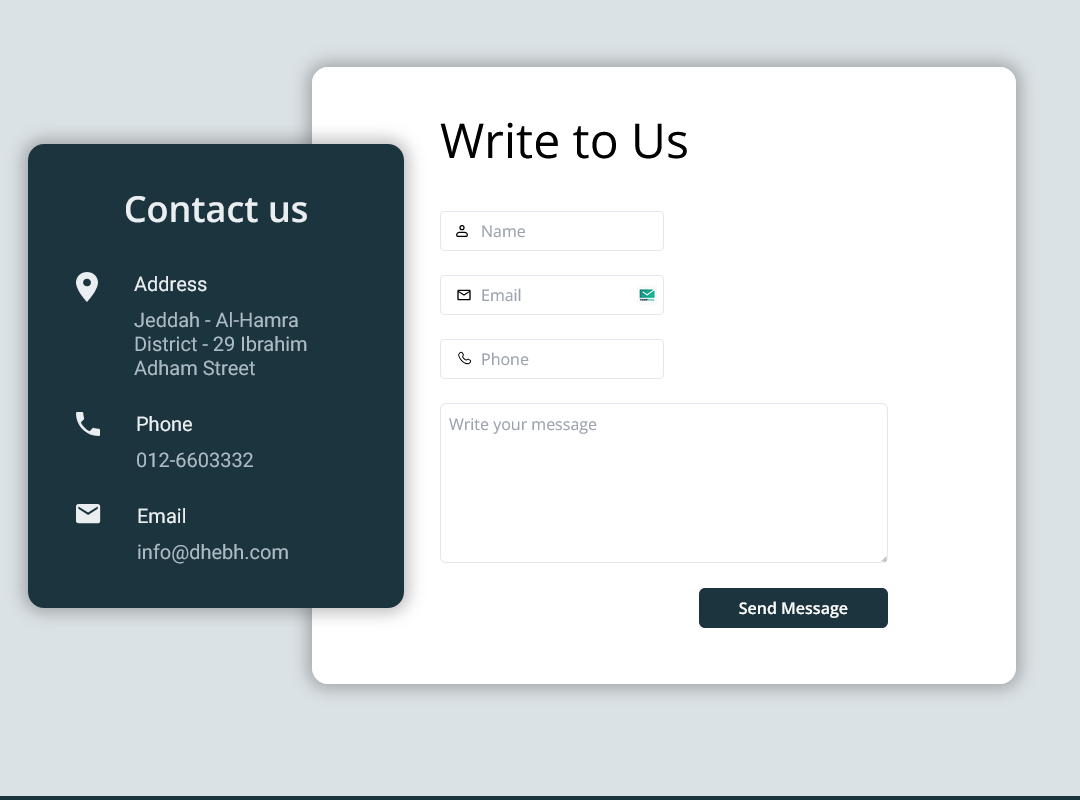 Contact us
Address
Jeddah - Al-Hamra
District - 29 Ibrahim
Adham Street
Phone
012-6603332
Email
info@dhebh.com
Write to Us
Name
Email
Phone
Write your message
Send Message